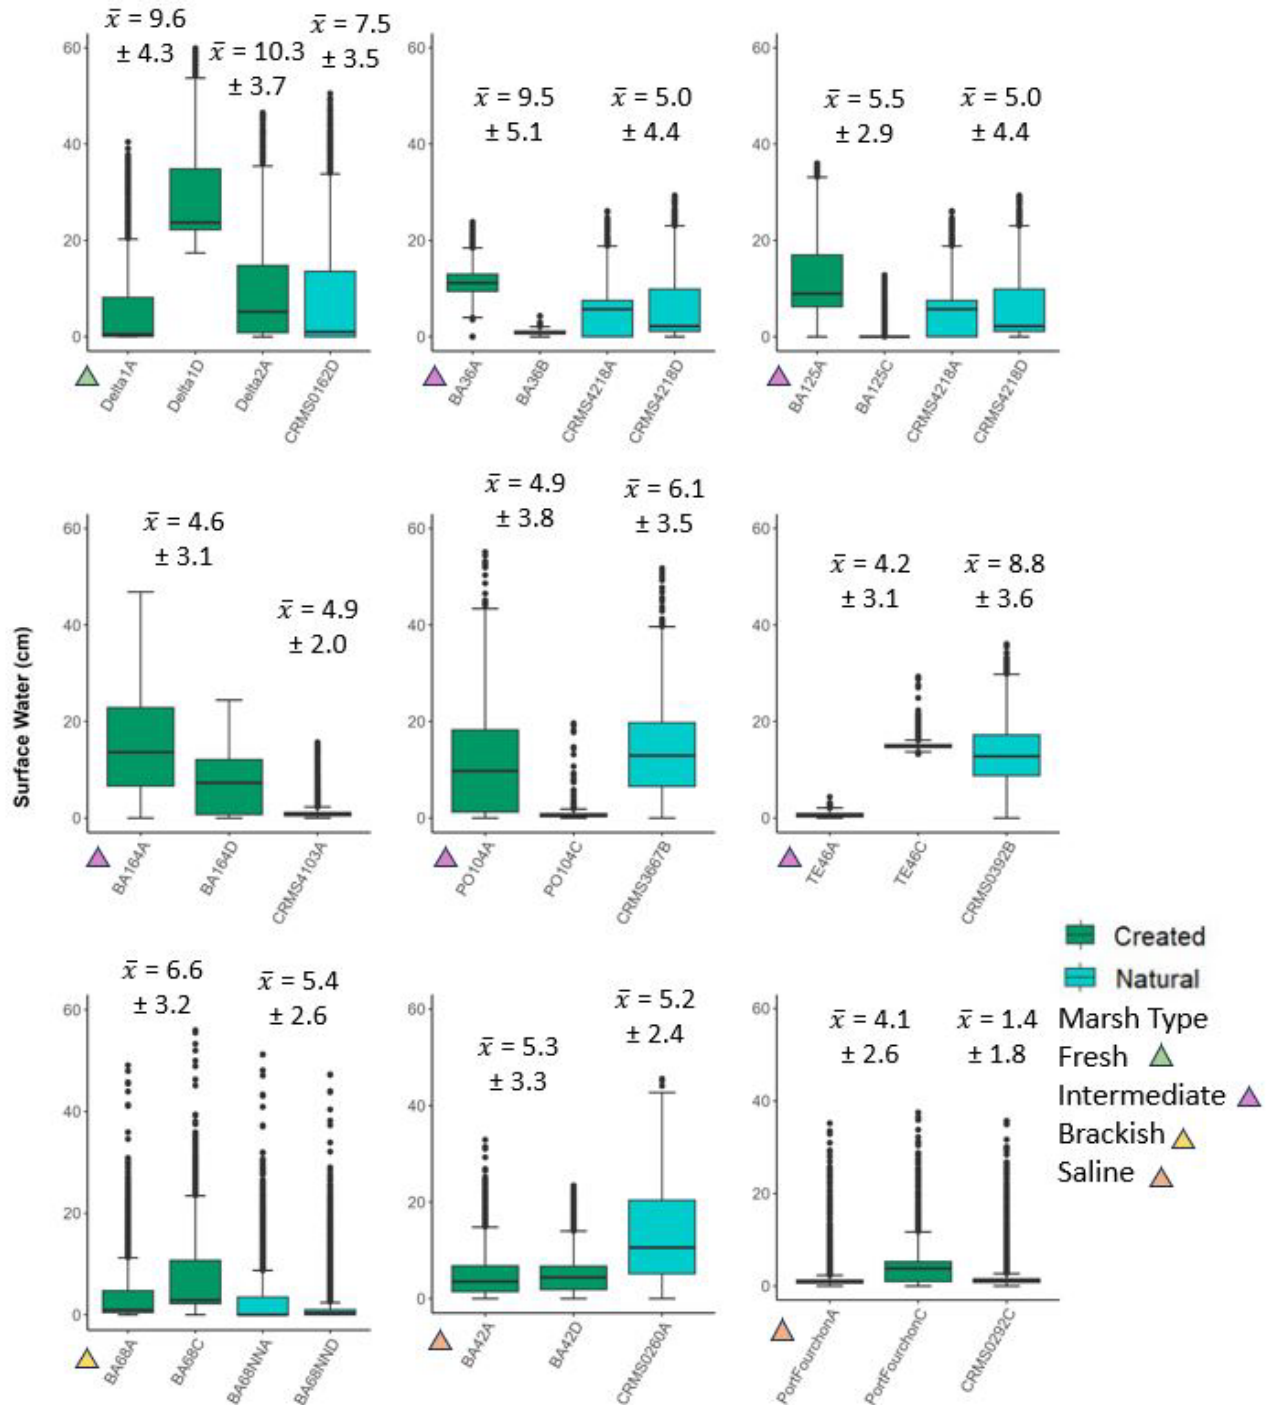 x̄ = 9.6
± 4.3
x̄ = 10.3
± 3.7
x̄ = 7.5
± 3.5
60
40
20
0
Delta1A
Delta1D
Delta2A
CRMS0162D
x̄ = 9.5
± 5.1
x̄ = 5.0
± 4.4
60
40
20
0
BA36A
BA36B
CRMS4218A
CRMS4218D
x̄ = 5.5
± 2.9
x̄ = 5.0
± 4.4
60
40
20
0
BA125A
BA125C
CRMS4218A
CRMS4218D
Surface Water (cm)
x̄ = 4.6
± 3.1
x̄ = 4.9
± 2.0
60
40
20
0
BA164A
BA164D
CRMS4103A
x̄ = 4.9
± 3.8
x̄ = 6.1
± 3.5
60
40
20
0
PO104A
PO104C
CRMS3667B
x̄ = 4.2
± 3.1
x̄ = 8.8
± 3.6
60
40
20
0
TE46A
TE46C
CRMS0392B
x̄ = 6.6
± 3.2
x̄ = 5.4
± 2.6
60
40
20
0
BA68A
BA68C
BA68NNA
BA68NND
x̄ = 5.3
± 3.3
x̄ = 5.2
± 2.4
60
40
20
0
BA42A
BA42D
CRMS0260A
x̄ = 4.1
± 2.6
x̄ = 1.4
± 1.8
60
40
20
0
PortFourchonA
PortFourchonC
CRMS0292C
Created
Natural
Marsh Type
Fresh
Intermediate
Brackish
Saline